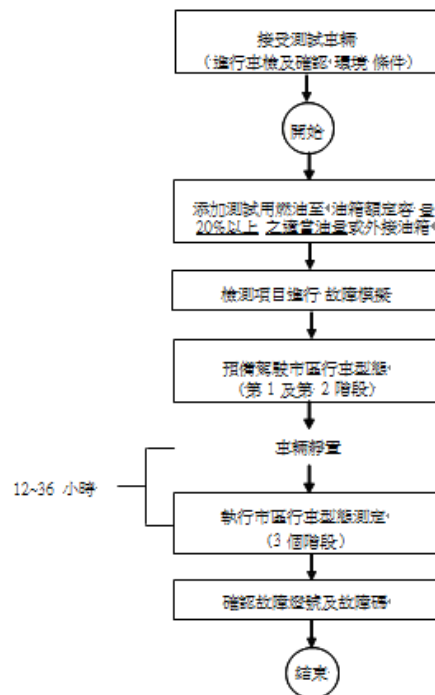 接受測試車輛
(進行車檢及確認環境條件)
開始
添加測試用燃油至油箱額定容量
20%以上之適當油量或外接油箱
檢測項目進行故障模擬
預備駕駛市區行車型態
(第 1 及第 2 階段)
車輛靜置
12~36 小時
執行市區行車型態測定
(3 個階段)
確認故障燈號及故障碼
結束